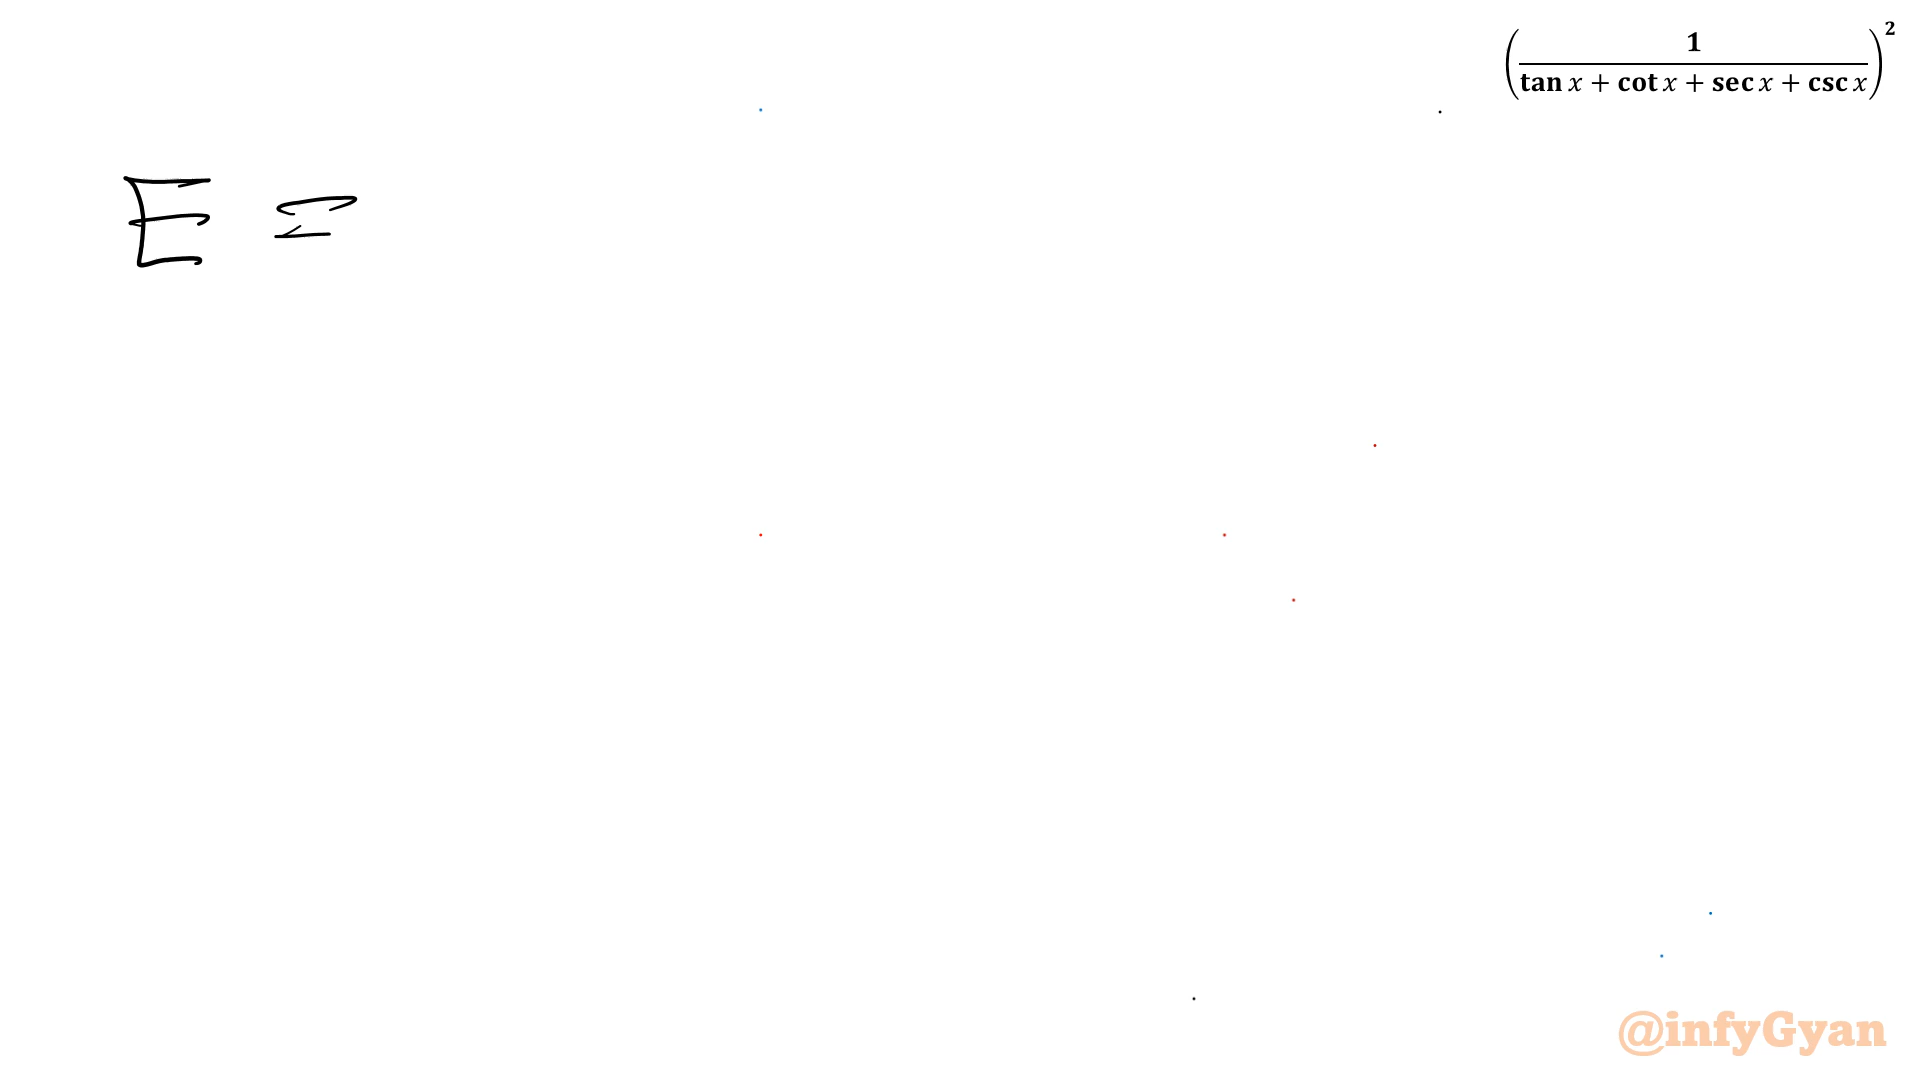 (1/(tan x + cot x + sec x + csc x))²
E =
@infyGyan